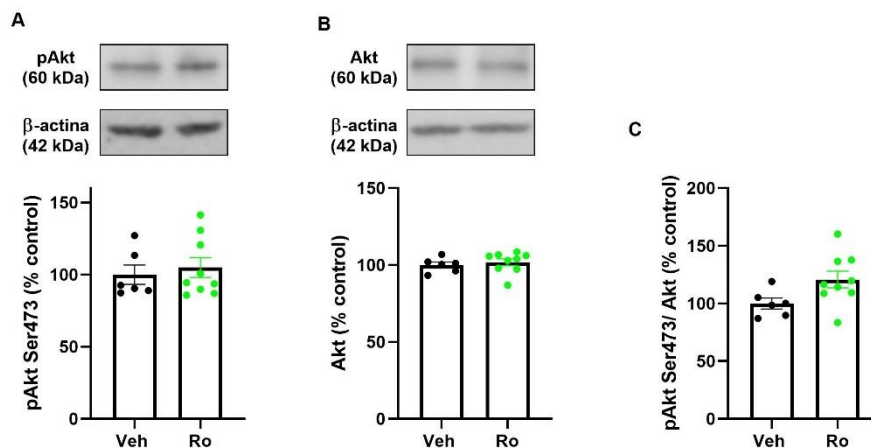 A
pAkt
(60 kDa)
β-actina
(42 kDa)
pAkt Ser473 (% control)
150
100
50
0
Veh Ro
B
Akt
(60 kDa)
β-actina
(42 kDa)
Akt (% control)
150
100
50
0
Veh Ro
C
pAkt Ser473/ Akt (% control)
200
150
100
50
0
Veh Ro